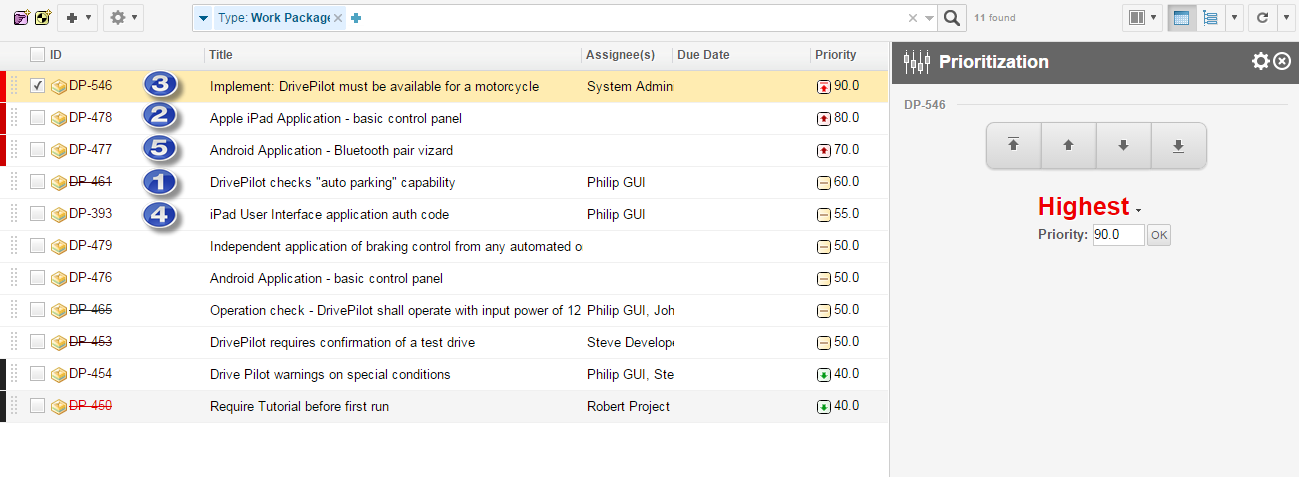 Type: Work Package
11 found
ID Title Assignee(s) Due Date Priority
DP-546 3 Implement: DrivePilot must be available for a motorcycle System Admin 90.0
DP-478 2 Apple iPad Application - basic control panel 80.0
DP-477 5 Android Application - Bluetooth pair vizard 70.0
DP-461 1 DrivePilot checks "auto parking" capability Philip GUI 60.0
DP-393 4 iPad User Interface application auth code Philip GUI 55.0
DP-479 Independent application of braking control from any automated o 50.0
DP-476 Android Application - basic control panel 50.0
DP-465 Operation check - DrivePilot shall operate with input power of 12 Philip GUI, Joh 50.0
DP-453 DrivePilot requires confirmation of a test drive Steve Develope 50.0
DP-454 Drive Pilot warnings on special conditions Philip GUI, Ste 40.0
DP-450 Require Tutorial before first run Robert Project 40.0
Prioritization
DP-546
Highest
Priority: 90.0 OK